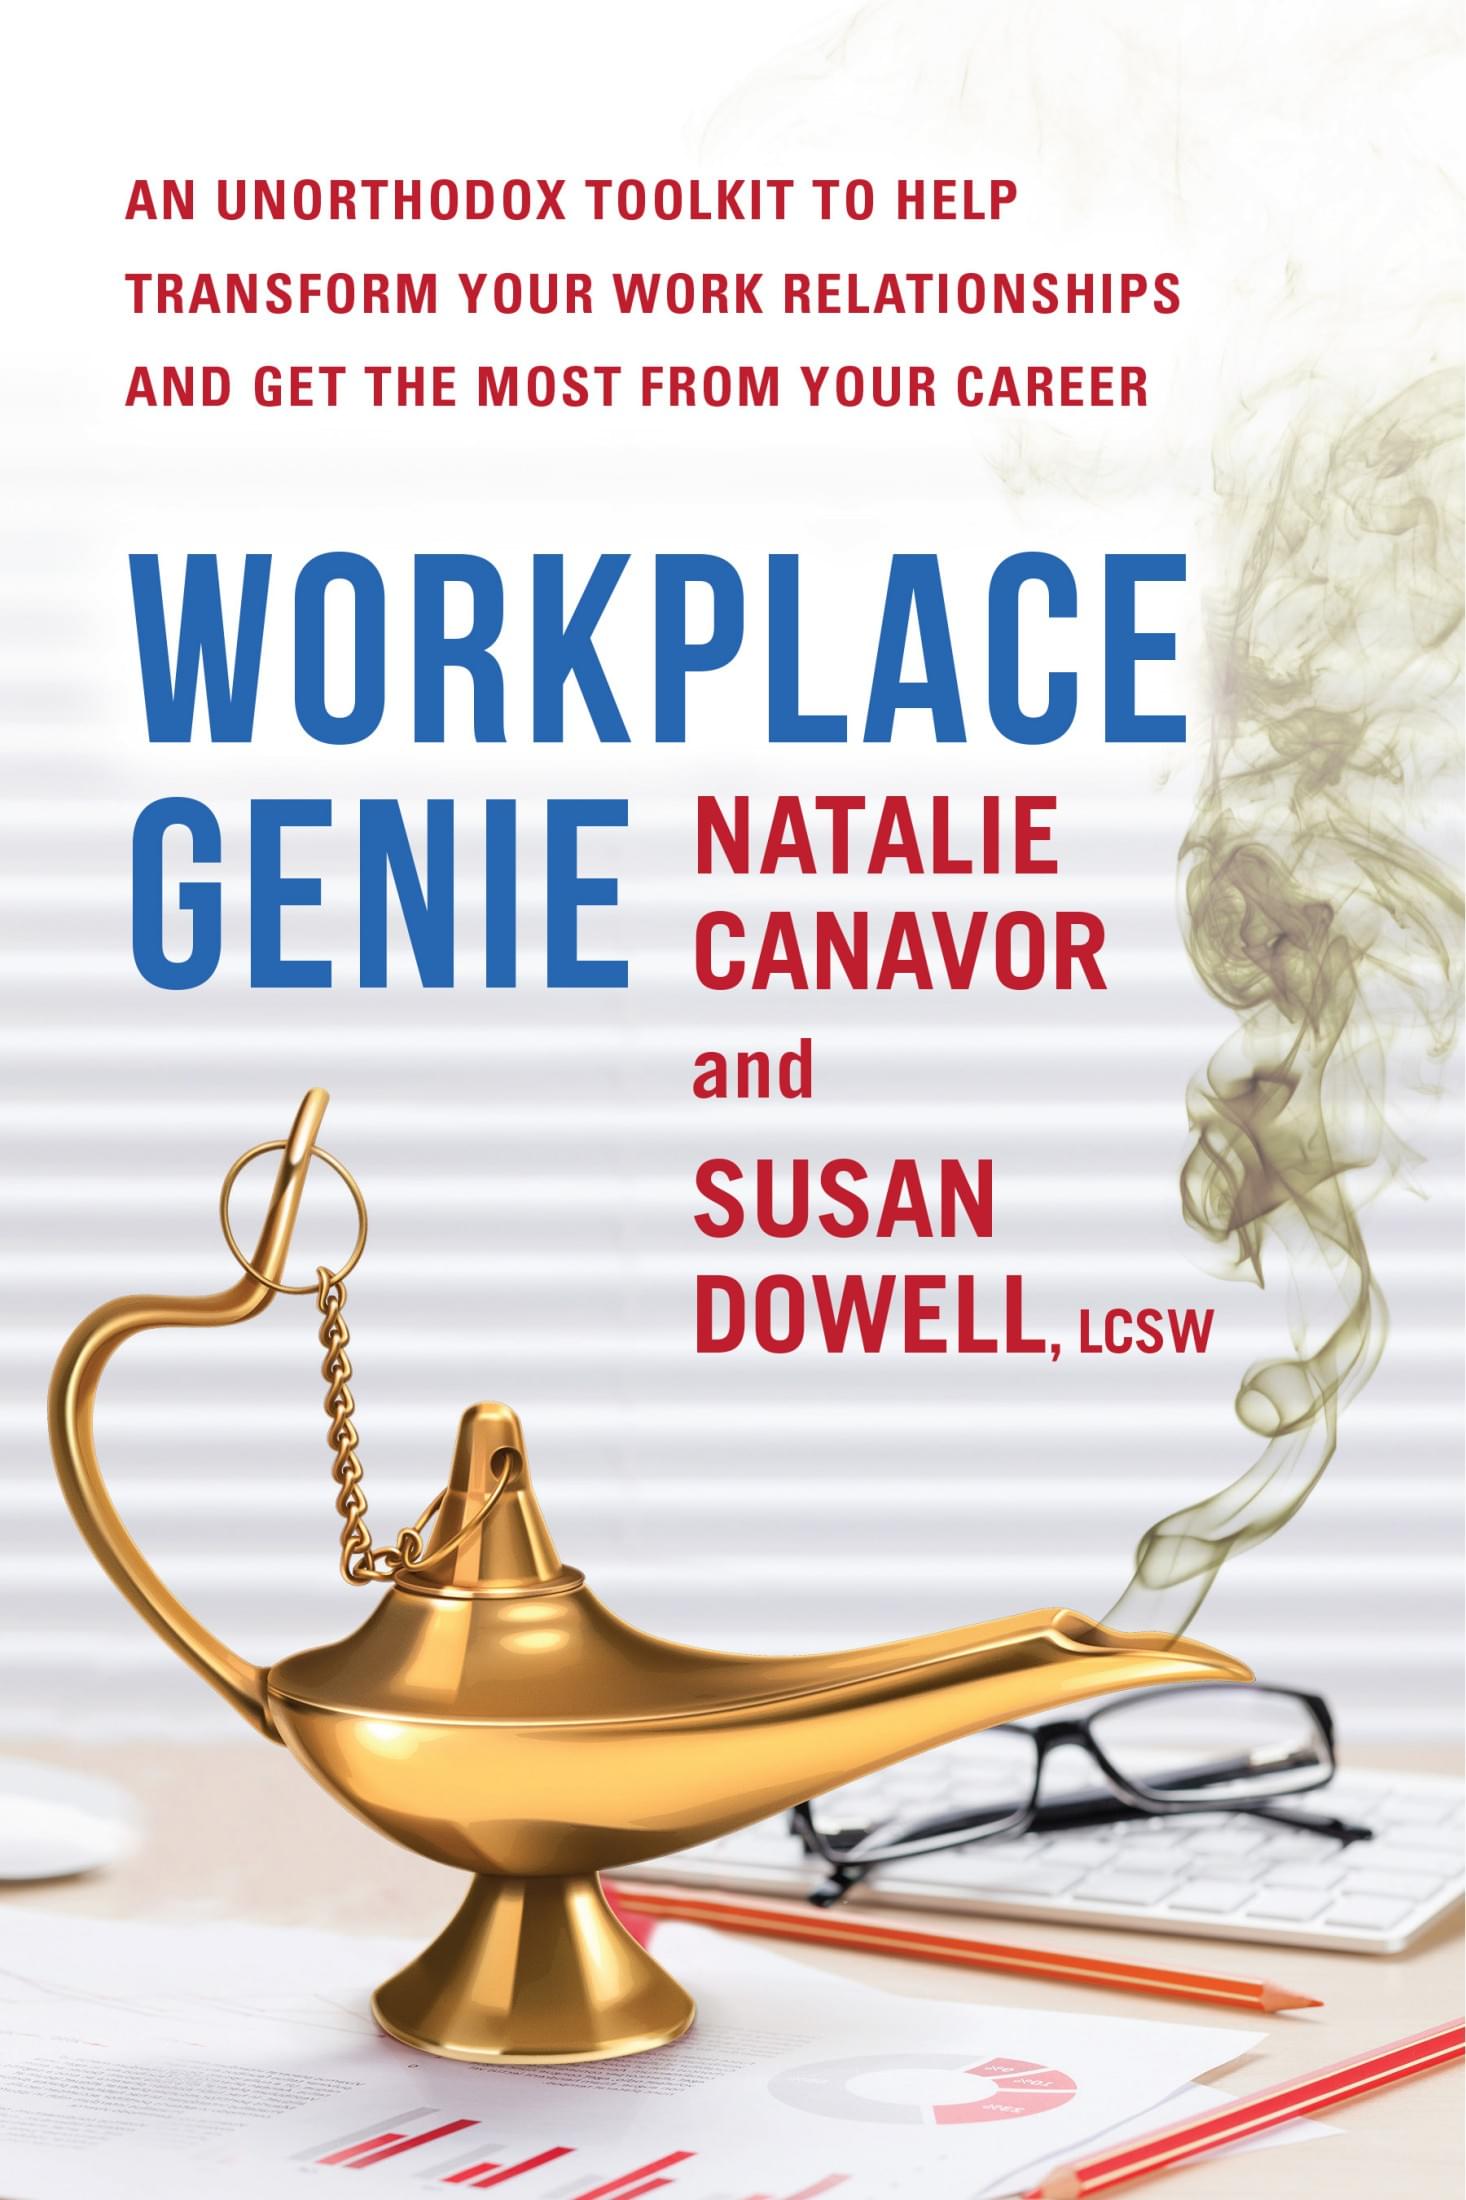 AN UNORTHODOX TOOLKIT TO HELP
TRANSFORM YOUR WORK RELATIONSHIPS
AND GET THE MOST FROM YOUR CAREER
WORKPLACE
GENIE
NATALIE
CANAVOR
and
SUSAN
DOWELL, LCSW